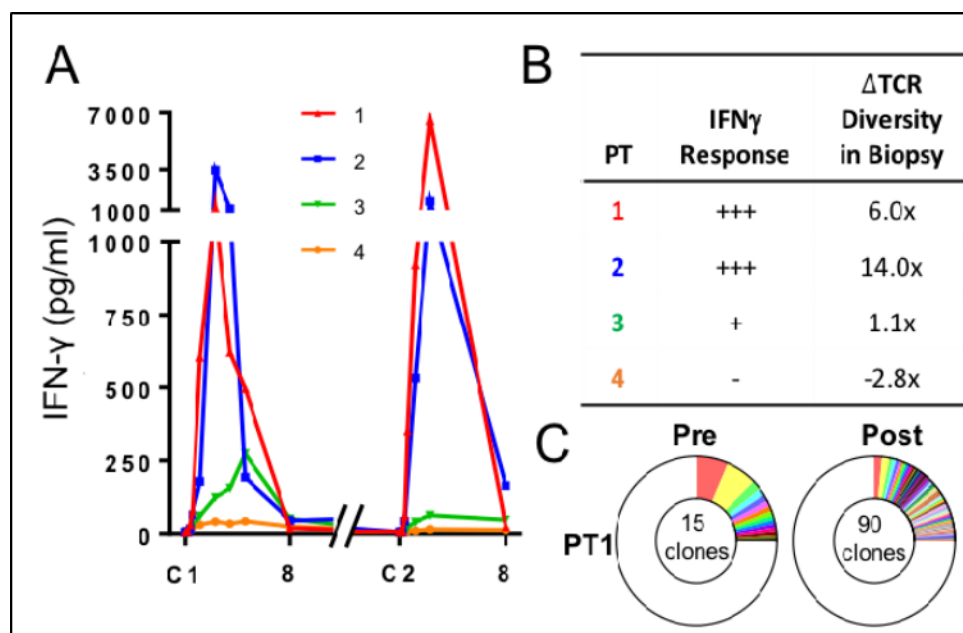 A
IFN-γ (pg/ml)
7000
3500
1000
1000
750
500
250
0
C1
8
C2
8
1
2
3
4
B
PT
IFNγ
Response
ΔTCR
Diversity
in Biopsy
1 +++ 6.0x
2 +++ 14.0x
3 + 1.1x
4 - -2.8x
C
Pre
Post
PT1
15
clones
90
clones